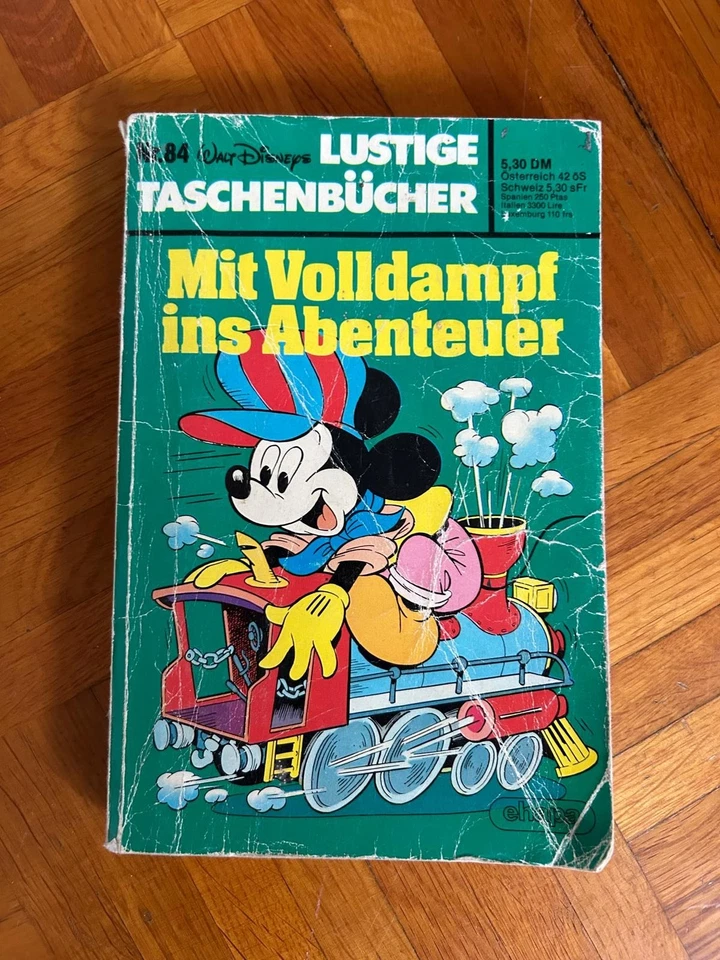 Nr.84 Walt Disneys LUSTIGE
TASCHENBÜCHER
5,30 DM
Österreich 42 öS
Schweiz 5,30 sFr
Spanien 250 Ptas
Italien 3300 Lire
Luxemburg 110 frs
Mit Volldampf
ins Abenteuer
ehapa